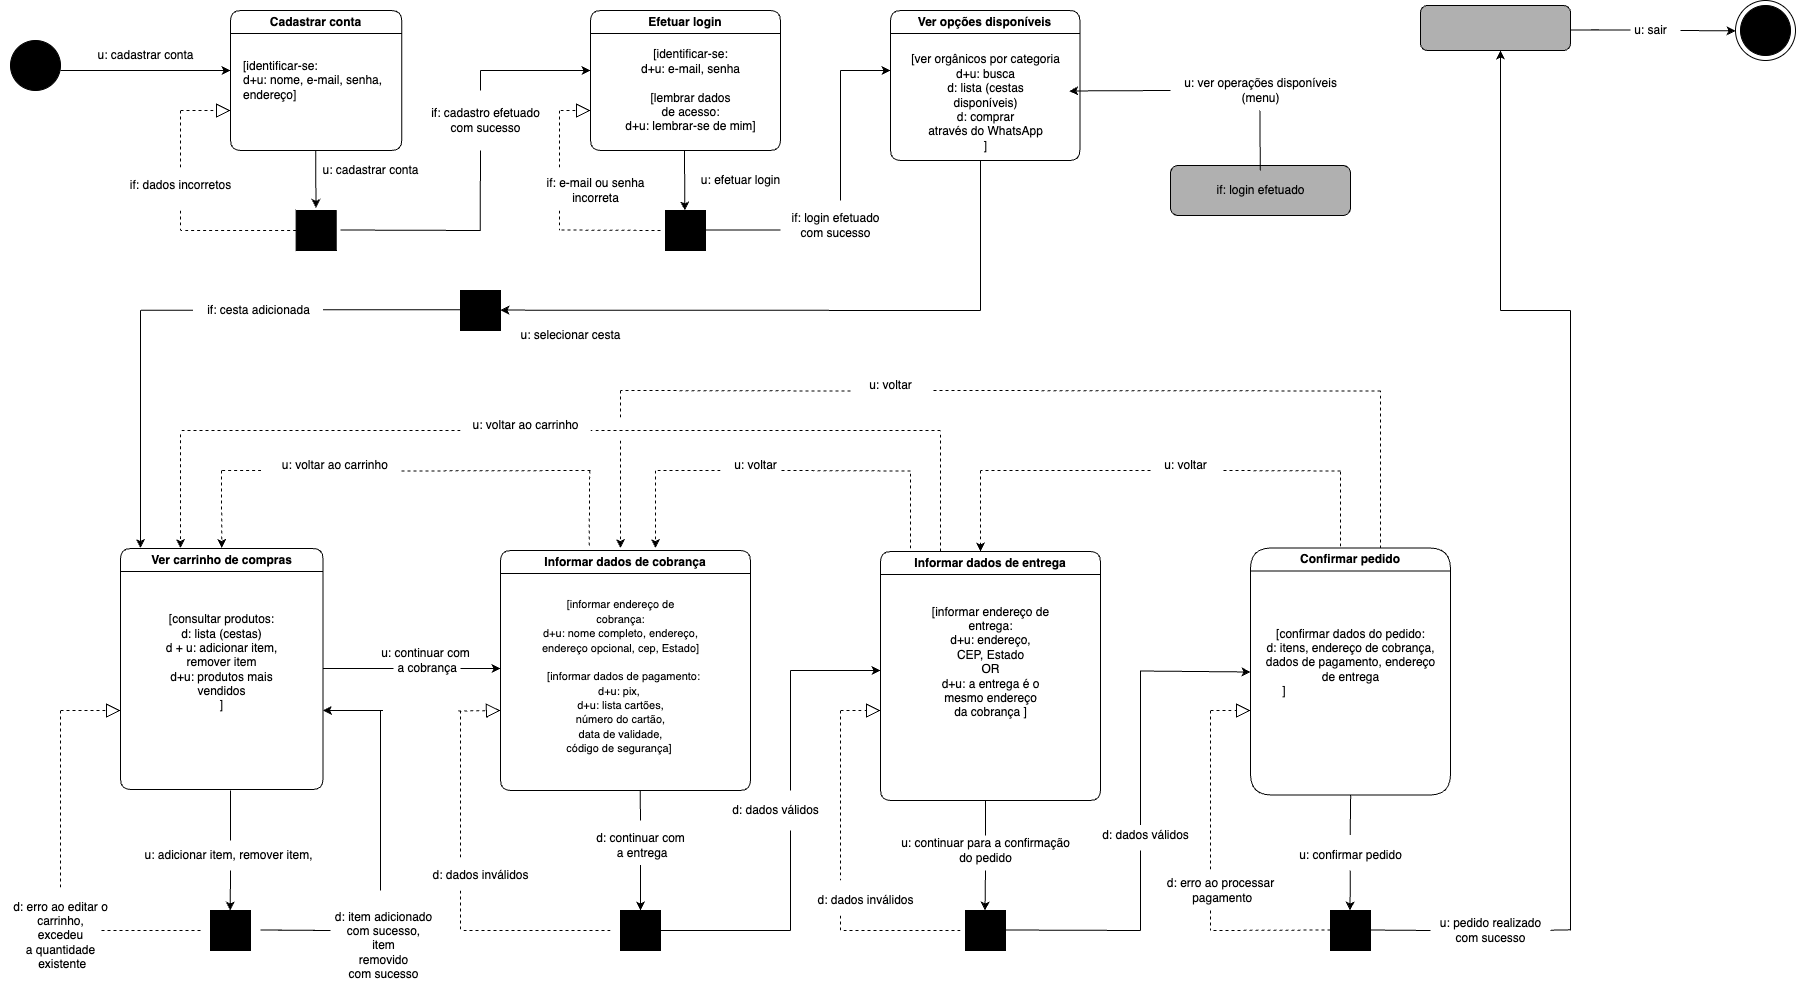 Cadastrar conta
[identificar-se:
d+u: nome, e-mail, senha,
endereço]
Efetuar login
[identificar-se:
d+u: e-mail, senha
[lembrar dados
de acesso:
d+u: lembrar-se de mim]
Ver opções disponíveis
[ver orgânicos por categoria
d+u: busca
d: lista (cestas
disponíveis)
d: comprar
através do WhatsApp
]
u: sair
u: cadastrar conta
u: ver operações disponíveis
(menu)
if: cadastro efetuado
com sucesso
u: cadastrar conta
if: dados incorretos
u: efetuar login
if: e-mail ou senha
incorreta
if: login efetuado
com sucesso
if: login efetuado
if: cesta adicionada
u: selecionar cesta
u: voltar
u: voltar ao carrinho
u: voltar ao carrinho
u: voltar
u: voltar
Ver carrinho de compras
[consultar produtos:
d: lista (cestas)
d + u: adicionar item,
remover item
d+u: produtos mais
vendidos
]
u: continuar com
a cobrança
Informar dados de cobrança
[informar endereço de
cobrança:
d+u: nome completo, endereço,
endereço opcional, cep, Estado]
[informar dados de pagamento:
d+u: pix,
d+u: lista cartões,
número do cartão,
data de validade,
código de segurança]
Informar dados de entrega
[informar endereço de
entrega:
d+u: endereço,
CEP, Estado
OR
d+u: a entrega é o
mesmo endereço
da cobrança ]
Confirmar pedido
[confirmar dados do pedido:
d: itens, endereço de cobrança,
dados de pagamento, endereço
de entrega
]
u: adicionar item, remover item,
d: erro ao editar o
carrinho,
excedeu
a quantidade
existente
d: item adicionado
com sucesso,
item
removido
com sucesso
d: dados inválidos
d: continuar com
a entrega
d: dados válidos
d: dados inválidos
u: continuar para a confirmação
do pedido
d: dados válidos
d: erro ao processar
pagamento
u: confirmar pedido
u: pedido realizado
com sucesso